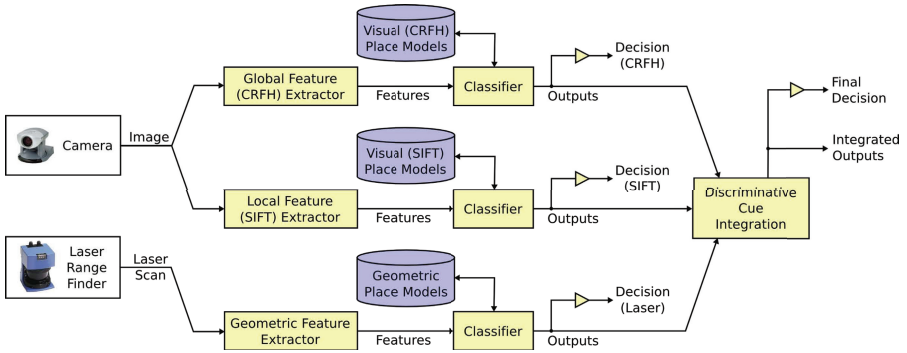 Visual (CRFH)
Place Models
Decision
(CRFH)
Global Feature
(CRFH) Extractor
Features
Classifier
Outputs
Final
Decision
Camera
Image
Integrated
Outputs
Visual (SIFT)
Place Models
Decision
(SIFT)
Local Feature
(SIFT) Extractor
Features
Classifier
Outputs
Discriminative
Cue
Integration
Laser
Range
Finder
Laser
Scan
Geometric
Place Models
Decision
(Laser)
Geometric Feature
Extractor
Features
Classifier
Outputs